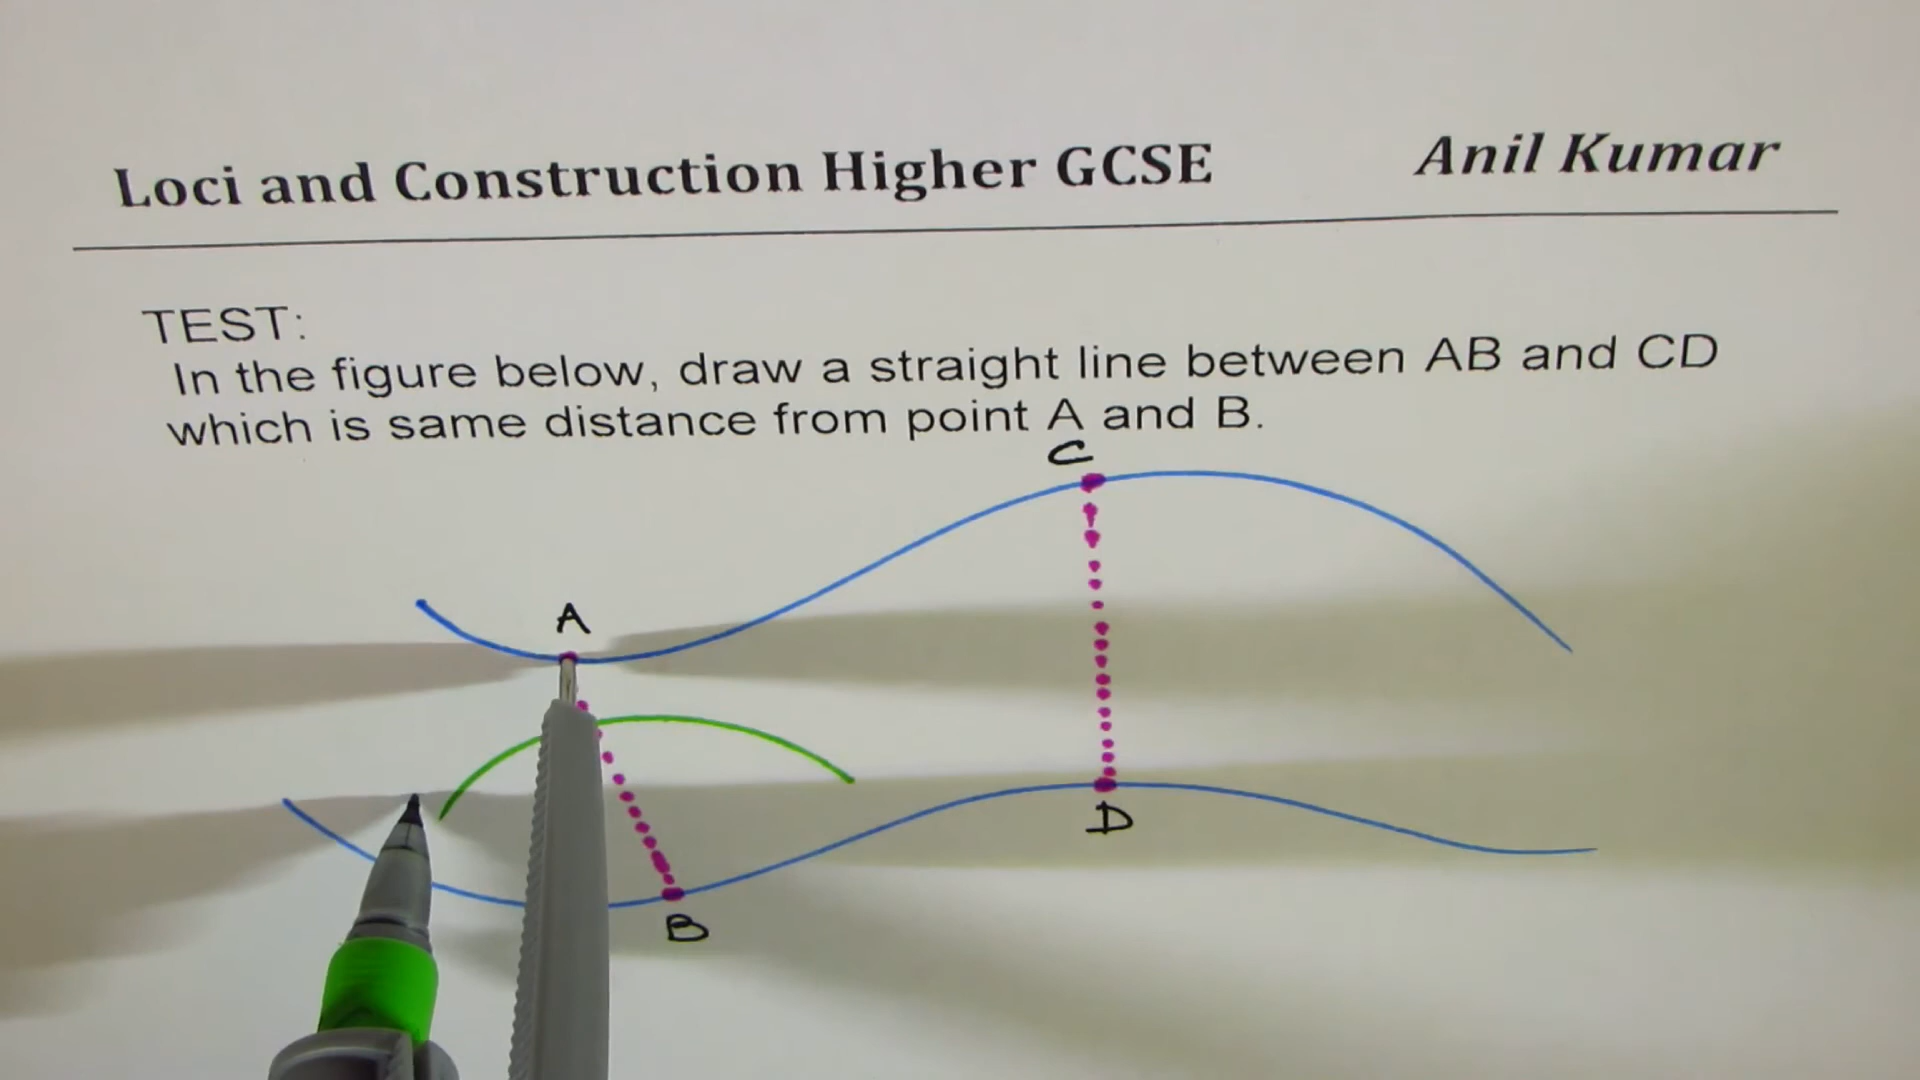 Loci and Construction Higher GCSE Anil Kumar
TEST:
In the figure below, draw a straight line between AB and CD
which is same distance from point A and B.
C
A
D
B